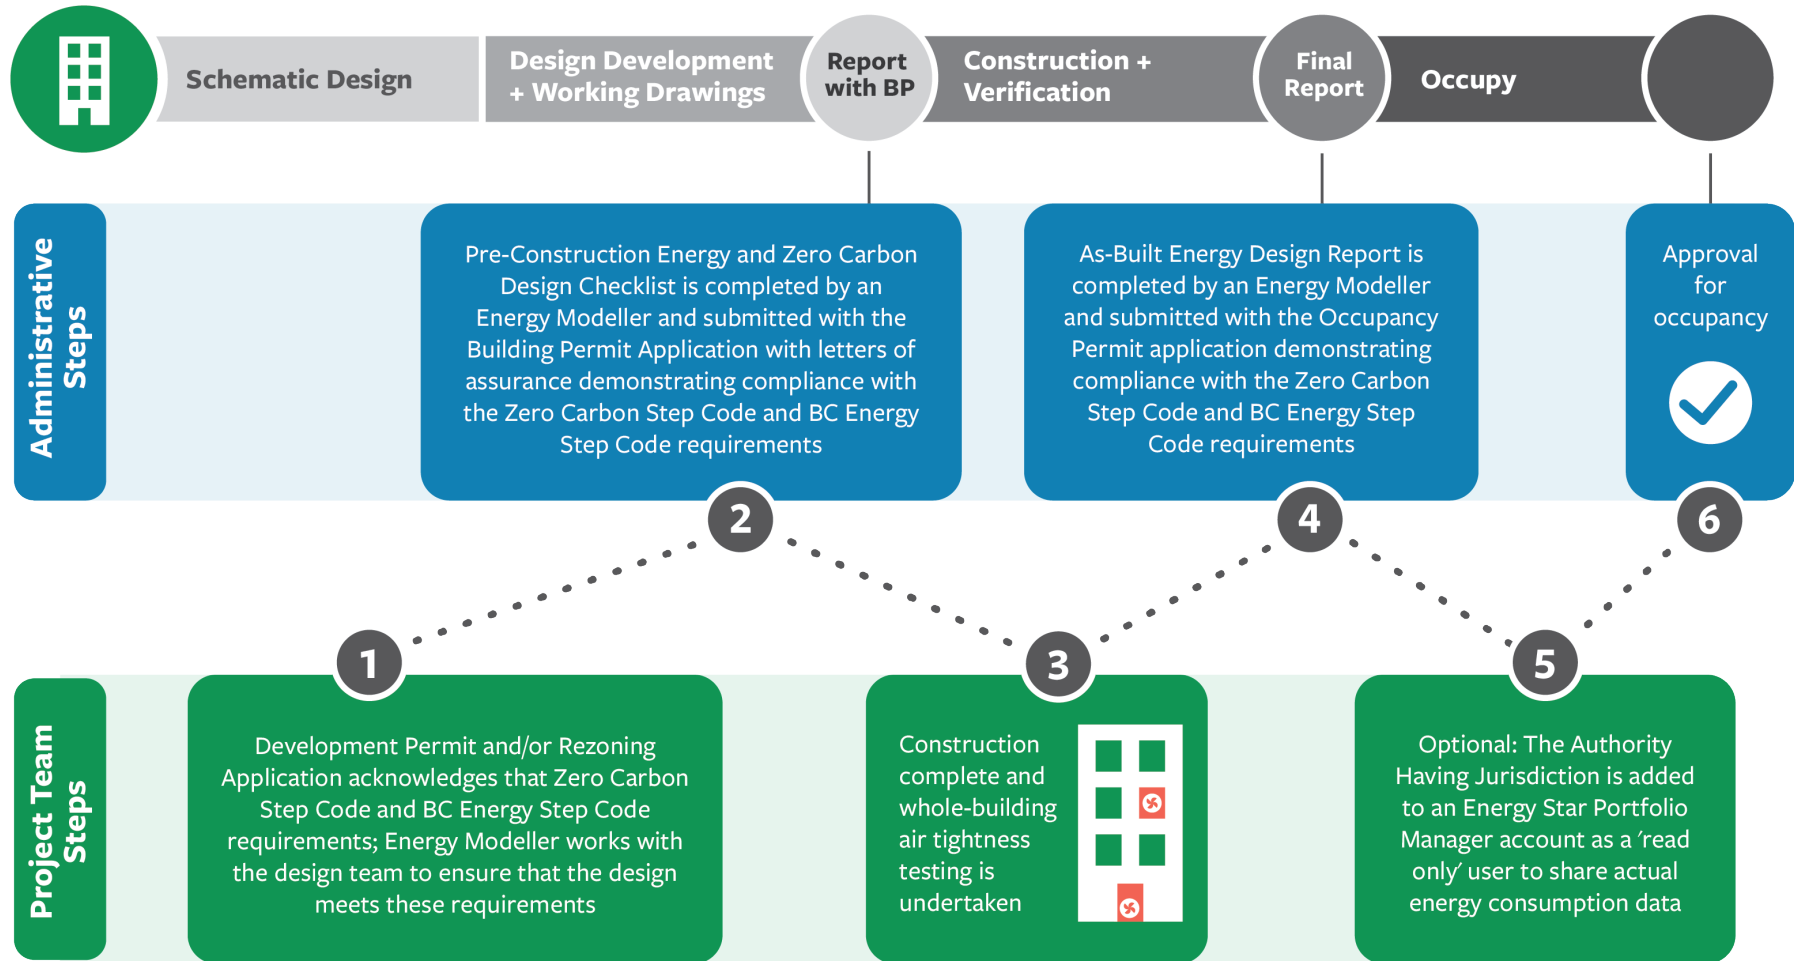 Schematic Design
Design Development
+ Working Drawings
Report
with BP
Construction +
Verification
Final
Report
Occupy
Administrative
Steps
Pre-Construction Energy and Zero Carbon
Design Checklist is completed by an
Energy Modeller and submitted with the
Building Permit Application with letters of
assurance demonstrating compliance with
the Zero Carbon Step Code and BC Energy
Step Code requirements
As-Built Energy Design Report is
completed by an Energy Modeller
and submitted with the Occupancy
Permit application demonstrating
compliance with the Zero Carbon
Step Code and BC Energy Step
Code requirements
Approval
for
occupancy
2
4
6
1
3
5
Project Team
Steps
Development Permit and/or Rezoning
Application acknowledges that Zero Carbon
Step Code and BC Energy Step Code
requirements; Energy Modeller works with
the design team to ensure that the design
meets these requirements
Construction
complete and
whole-building
air tightness
testing is
undertaken
Optional: The Authority
Having Jurisdiction is added
to an Energy Star Portfolio
Manager account as a 'read
only' user to share actual
energy consumption data